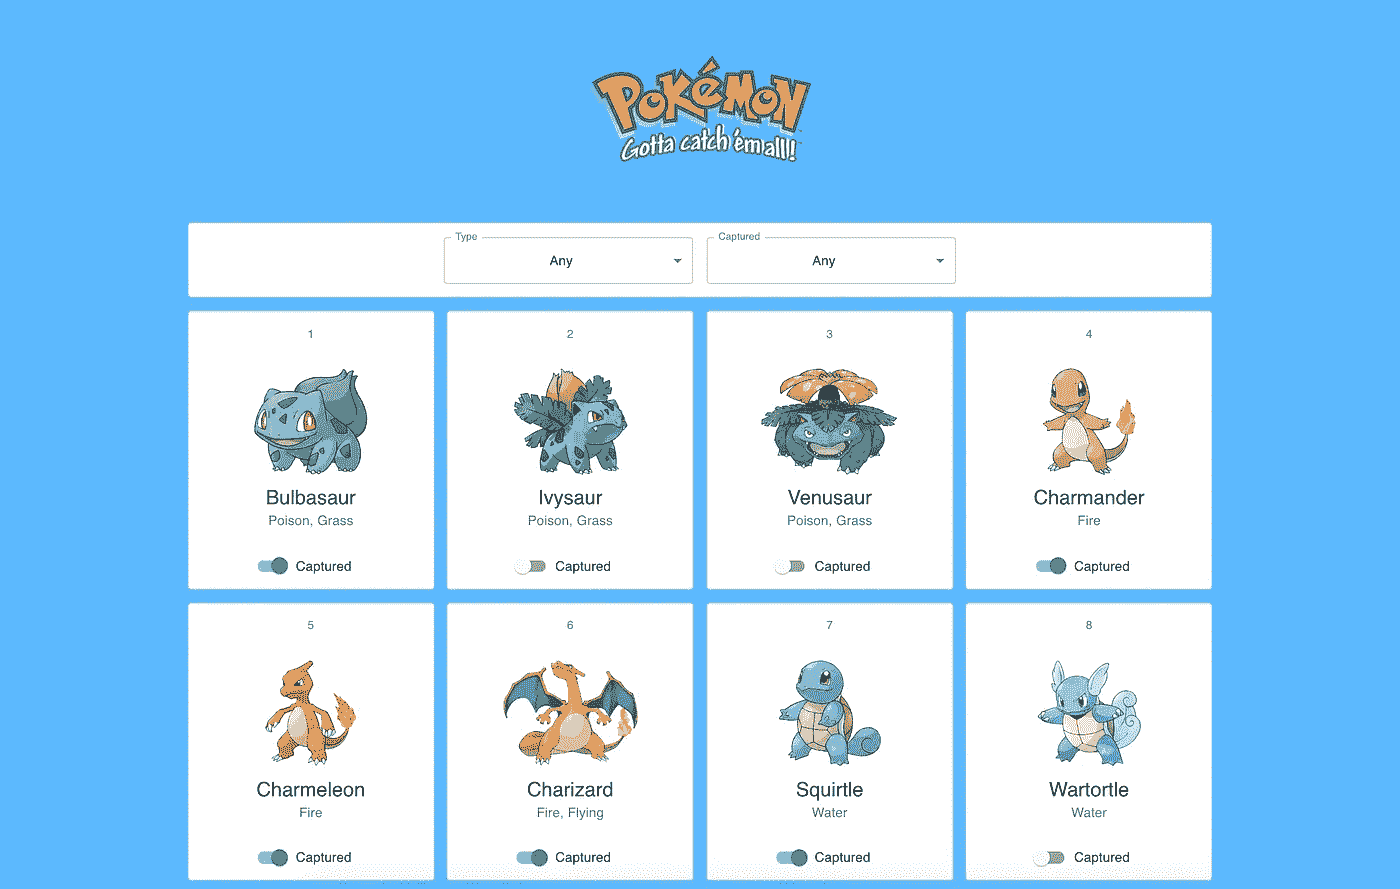 POKéMON
Gotta catch 'em all!
Type
Captured
Any
Any
1
2
3
4
Bulbasaur
Ivysaur
Venusaur
Charmander
Poison, Grass
Poison, Grass
Poison, Grass
Fire
Captured
Captured
Captured
Captured
5
6
7
8
Charmeleon
Charizard
Squirtle
Wartortle
Fire
Fire, Flying
Water
Water
Captured
Captured
Captured
Captured